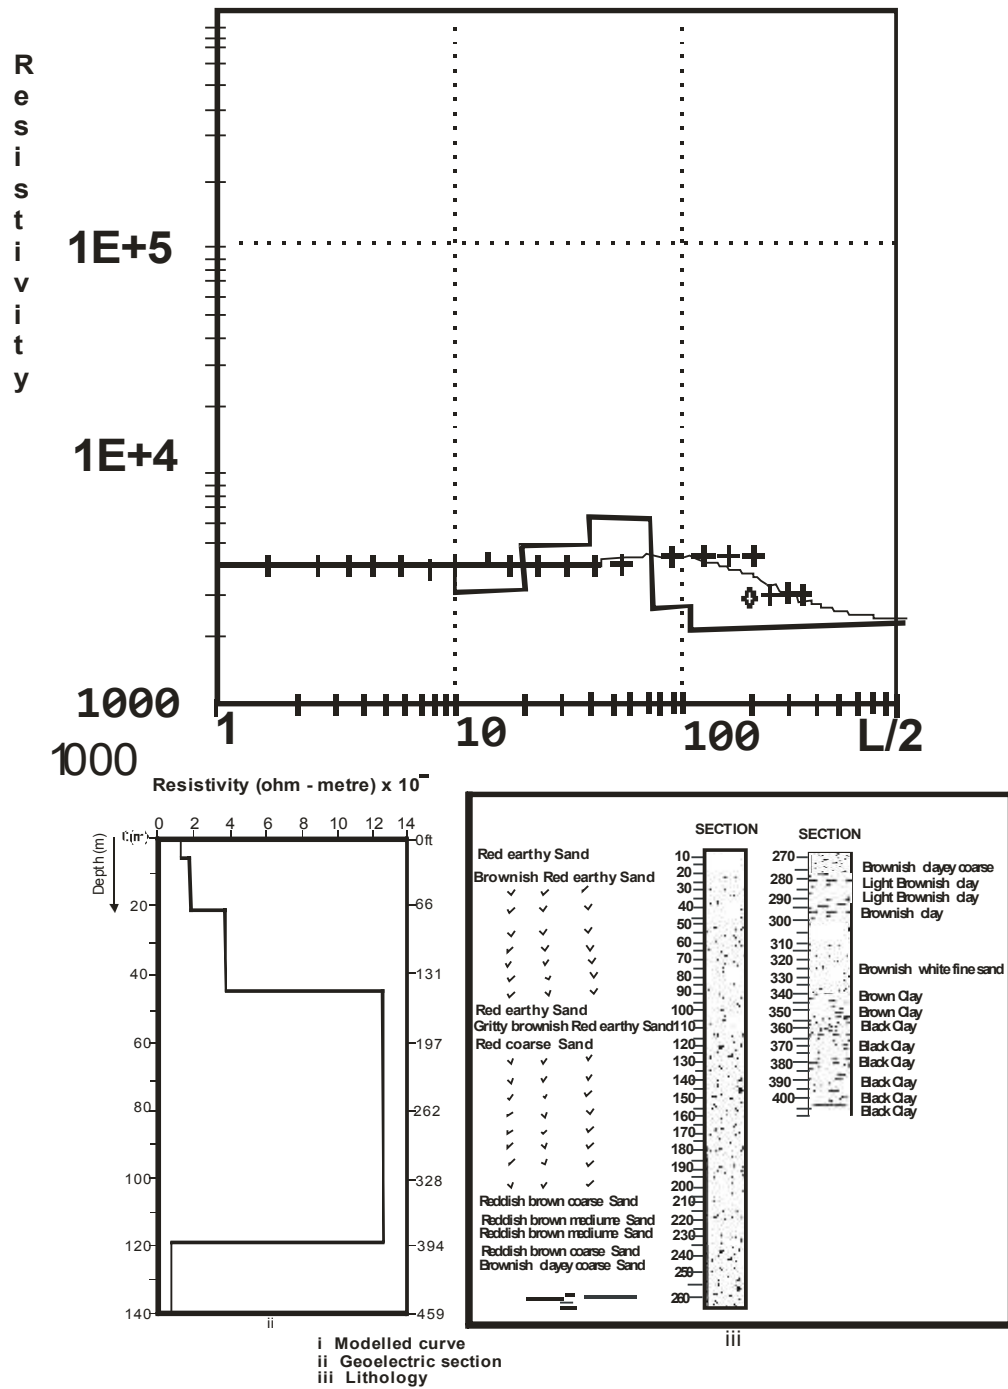 Resistivity
1E+5
1E+4
1000
1
10
100
L/2
1000
Resistivity (ohm - metre) x 10
0 2 4 6 8 10 12 14
Depth (m)
20
40
60
80
100
120
140
0ft
66
131
197
262
328
394
459
ii
i Modelled curve
ii Geoelectric section
iii Lithology
SECTION
SECTION
Red earthy Sand
Brownish Red earthy Sand
Red earthy Sand
Gritty brownish Red earthy Sand
Red coarse Sand
Reddish brown coarse Sand
Reddish brown mediume Sand
Reddish brown mediume Sand
Reddish brown coarse Sand
Brownish clayey coarse Sand
10
20
30
40
50
60
70
80
90
100
110
120
130
140
150
160
170
180
190
200
210
220
230
240
250
260
270
280
290
300
310
320
330
340
350
360
370
380
390
400
Brownish clayey coarse
Light Brownish clay
Light Brownish clay
Brownish clay
Brownish white fine sand
Brown Clay
Brown Clay
Black Clay
Black Clay
Black Clay
Black Clay
Black Clay
Black Clay
iii